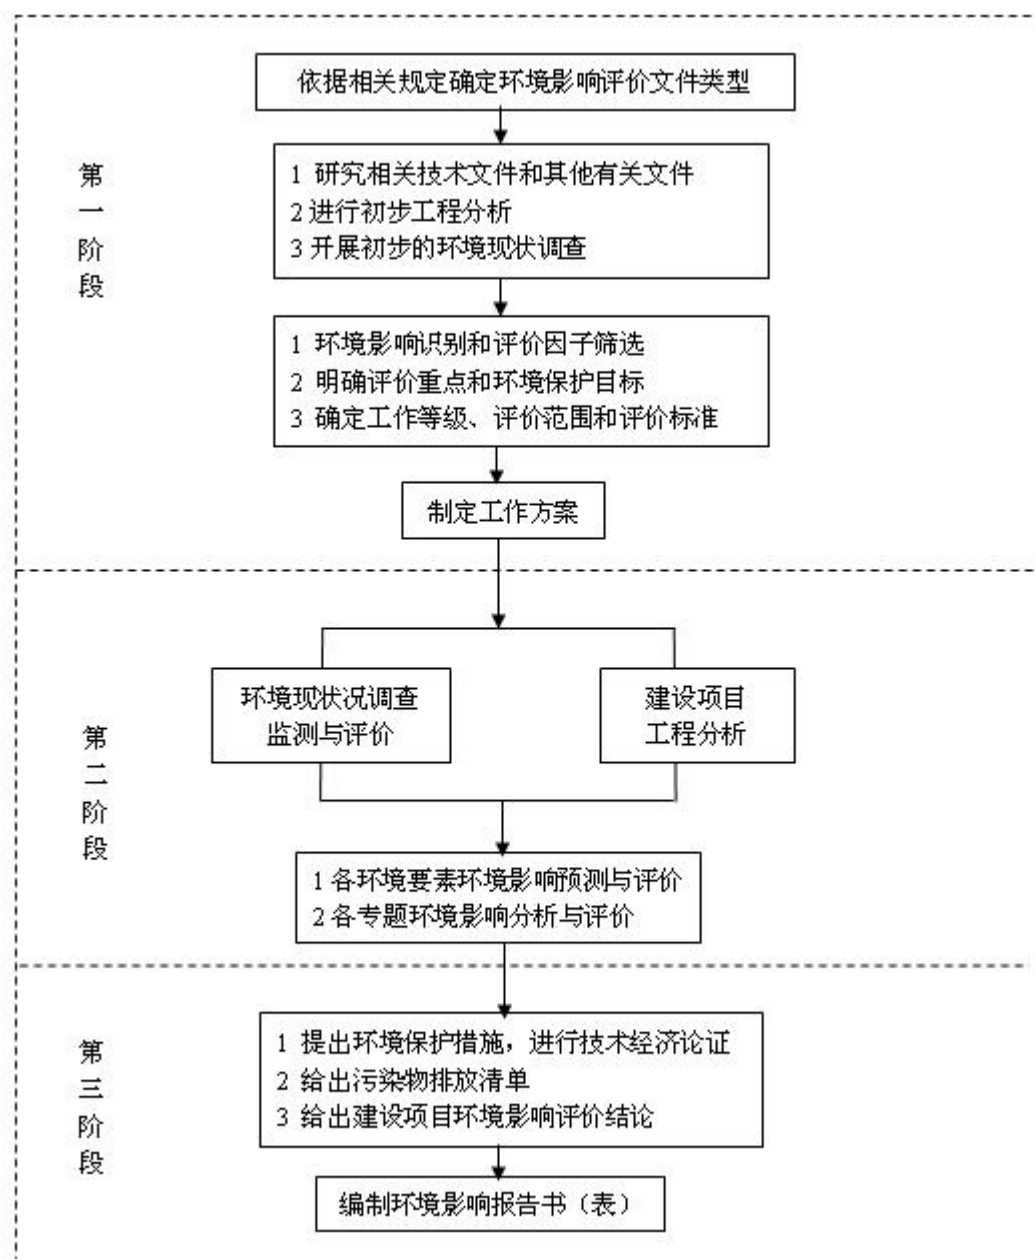 依据相关规定确定环境影响评价文件类型
第一阶段
1 研究相关技术文件和其他有关文件
2 进行初步工程分析
3 开展初步的环境现状调查
1 环境影响识别和评价因子筛选
2 明确评价重点和环境保护目标
3 确定工作等级、评价范围和评价标准
制定工作方案
第二阶段
环境现状况调查
监测与评价
建设项目
工程分析
1 各环境要素环境影响预测与评价
2 各专题环境影响分析与评价
第三阶段
1 提出环境保护措施，进行技术经济论证
2 给出污染物排放清单
3 给出建设项目环境影响评价结论
编制环境影响报告书（表）